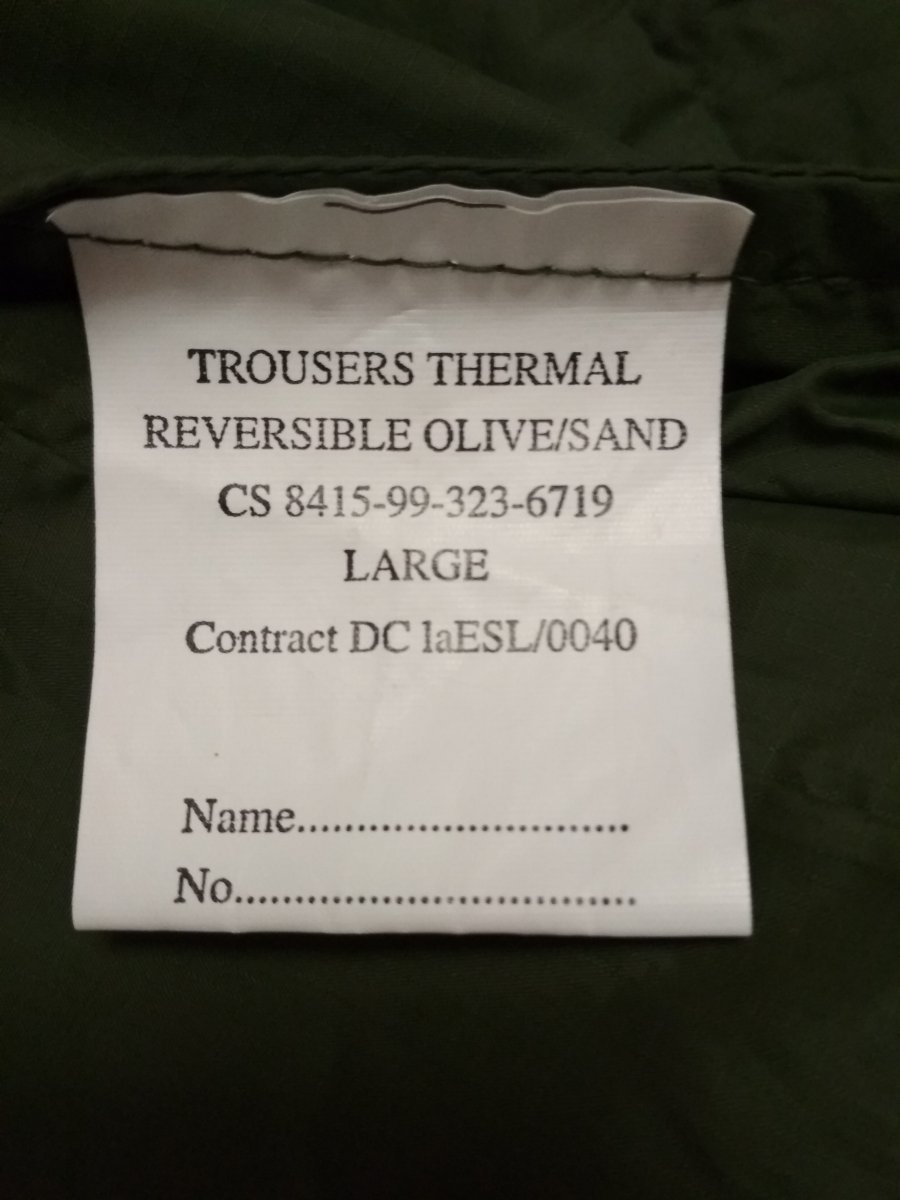 TROUSERS THERMAL
REVERSIBLE OLIVE/SAND
CS 8415-99-323-6719
LARGE
Contract DC laESL/0040
Name............................
No..................................